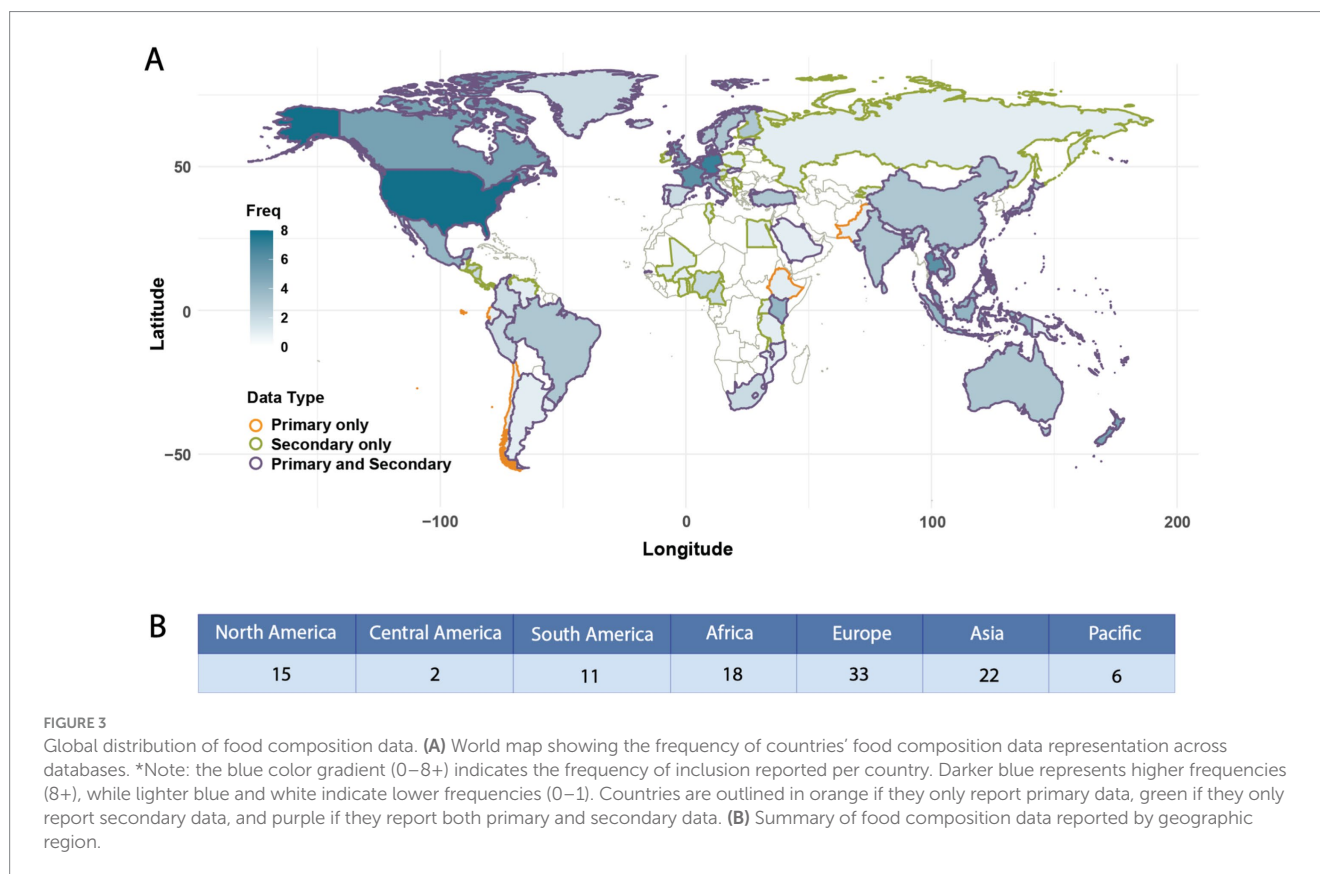 A
50
0
−50
Latitude
Freq
8
6
4
2
0
Data Type
Primary only
Secondary only
Primary and Secondary
−100
0
100
200
Longitude
B
North America Central America South America Africa Europe Asia Pacific
15 2 11 18 33 22 6
FIGURE 3
Global distribution of food composition data. (A) World map showing the frequency of countries’ food composition data representation across
databases. *Note: the blue color gradient (0–8+) indicates the frequency of inclusion reported per country. Darker blue represents higher frequencies
(8+), while lighter blue and white indicate lower frequencies (0–1). Countries are outlined in orange if they only report primary data, green if they only
report secondary data, and purple if they report both primary and secondary data. (B) Summary of food composition data reported by geographic
region.